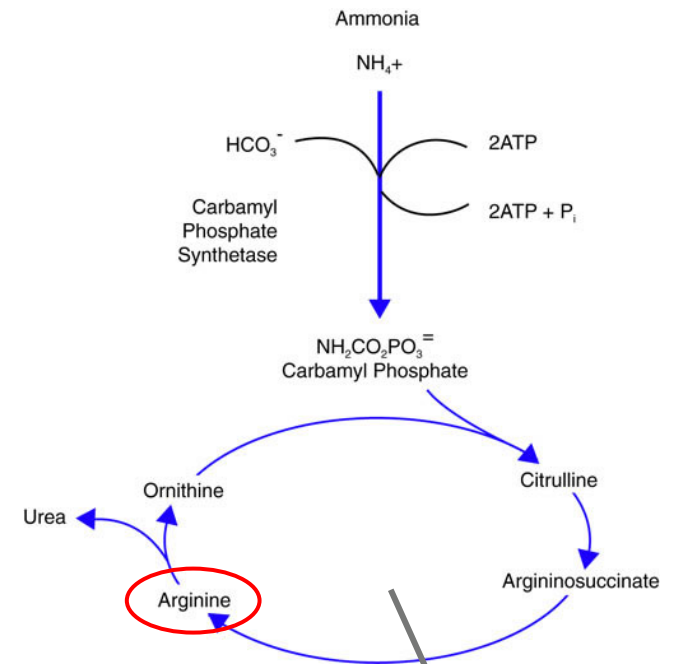 Ammonia
NH₄+
HCO₃⁻
2ATP
Carbamyl
Phosphate
Synthetase
2ATP + Pᵢ
NH₂CO₂PO₃⁼
Carbamyl Phosphate
Ornithine
Citrulline
Urea
Argininosuccinate
Arginine